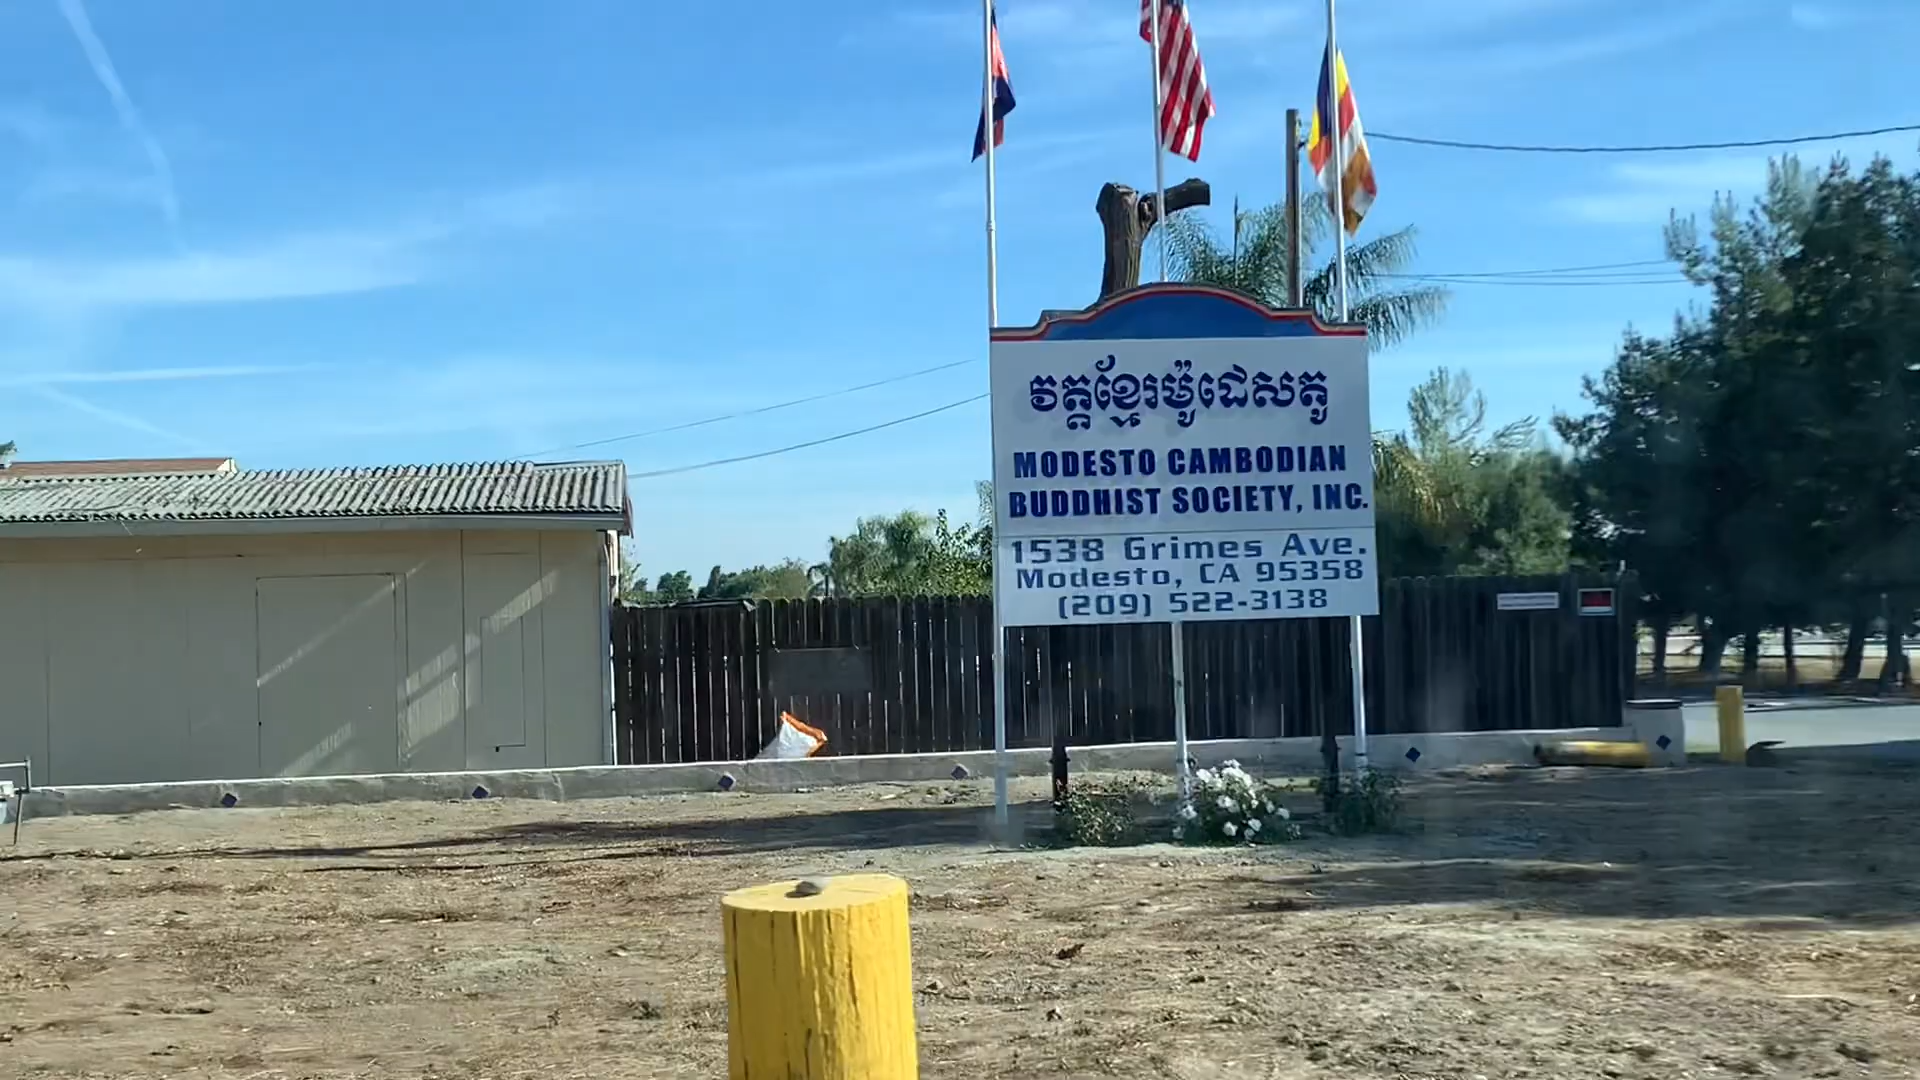 វត្តខ្មែរម៉ូដេសតូ
MODESTO CAMBODIAN
BUDDHIST SOCIETY, INC.
1538 Grimes Ave.
Modesto, CA 95358
(209) 522-3138